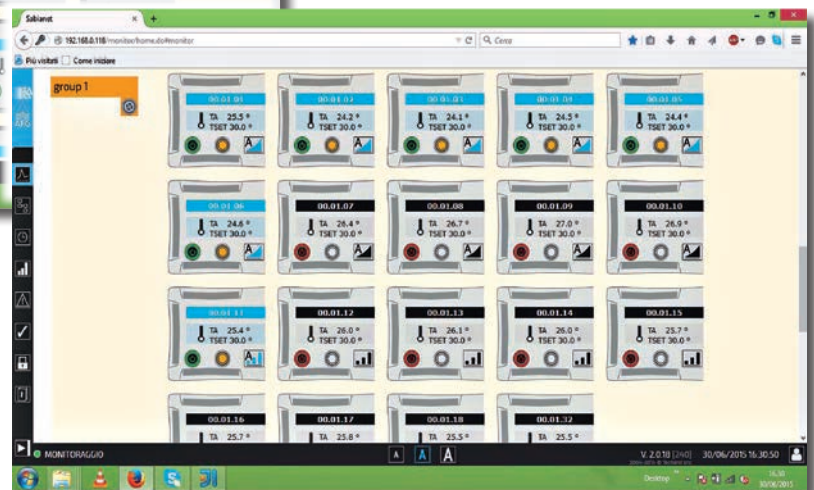 Sabianet
192.168.0.118/monitor/home.do#monitor
Cerca
Più visitati Come iniziare
group 1
00.01.01 00.01.02 00.01.03 00.01.04 00.01.05
TA 25.5 ° TA 24.2 ° TA 24.1 ° TA 24.5 ° TA 24.4 °
TSET 30.0 ° TSET 30.0 ° TSET 30.0 ° TSET 30.0 ° TSET 30.0 °
A A A A A
00.01.06 00.01.07 00.01.08 00.01.09 00.01.10
TA 24.6 ° TA 26.4 ° TA 26.7 ° TA 27.0 ° TA 26.9 °
TSET 30.0 ° TSET 30.0 ° TSET 30.0 ° TSET 30.0 ° TSET 30.0 °
A A A A A
00.01.11 00.01.12 00.01.13 00.01.14 00.01.15
TA 25.4 ° TA 26.0 ° TA 26.1 ° TA 26.0 ° TA 25.7 °
TSET 30.0 ° TSET 30.0 ° TSET 30.0 ° TSET 30.0 ° TSET 30.0 °
A
00.01.16 00.01.17 00.01.18 00.01.32
TA 25.7 ° TA 25.8 ° TA 25.5 ° TA 25.5 °
MONITORAGGIO A A A V. 2.0.18 [240] 30/06/2015 16:30:50
Desktop 16.30
30/06/2015